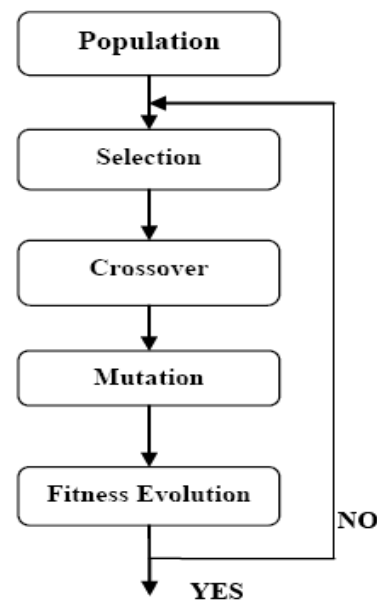 Population
Selection
Crossover
Mutation
Fitness Evolution
NO
YES